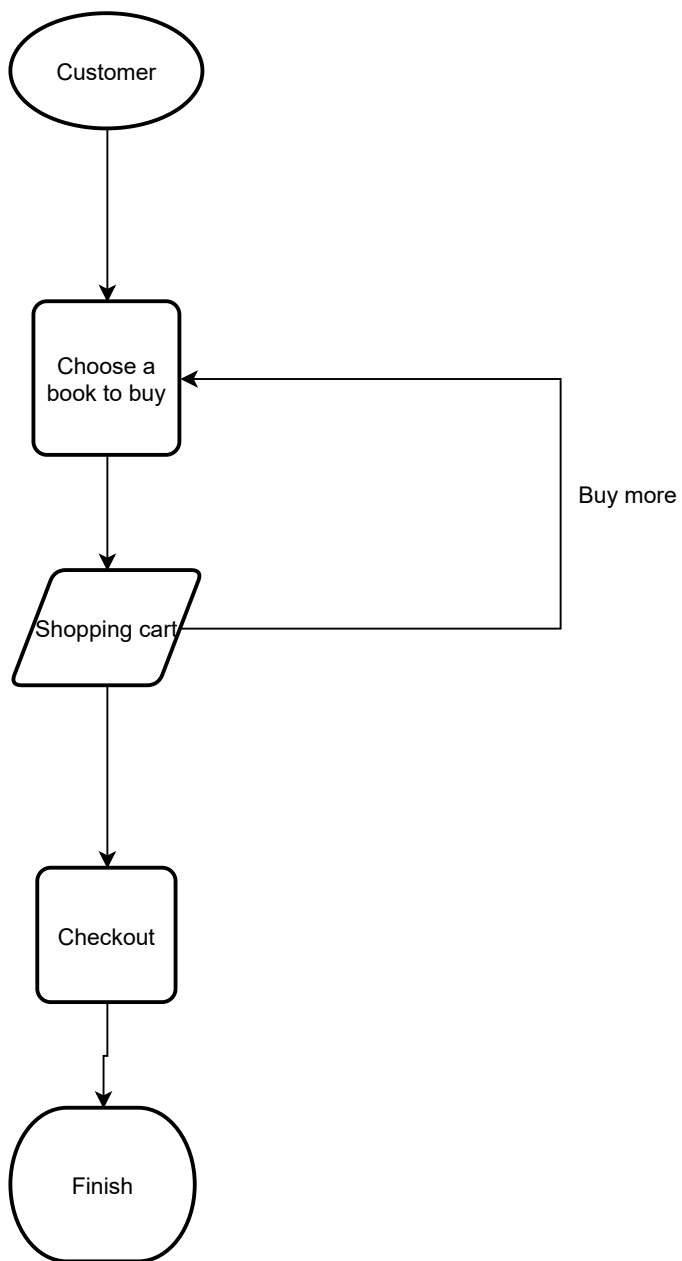 Customer
Choose a
book to buy
Buy more
Shopping cart
Checkout
Finish